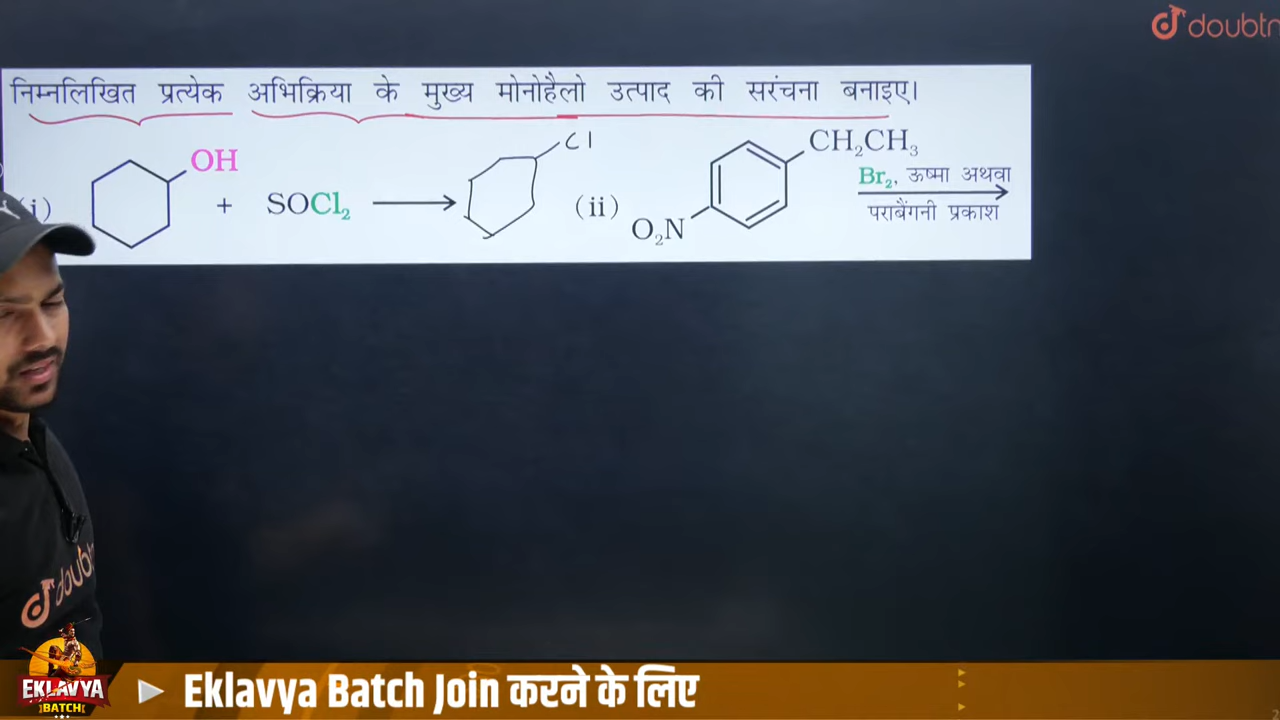 doubtn
निम्नलिखित प्रत्येक अभिक्रिया के मुख्य मोनोहैलो उत्पाद की सरंचना बनाइए।
i) OH + SOCl₂ ⟶ Cl (ii) O₂N CH₂CH₃ Br₂, ऊष्मा अथवा
पराबैंगनी प्रकाश
doubtn
EKLAVYA
BATCH
Eklavya Batch Join करने के लिए